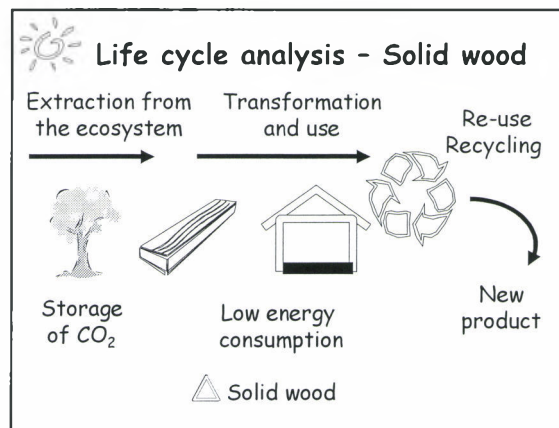 Life cycle analysis - Solid wood
Extraction from
the ecosystem
Transformation
and use
Re-use
Recycling
Storage
of CO₂
Low energy
consumption
New
product
Solid wood